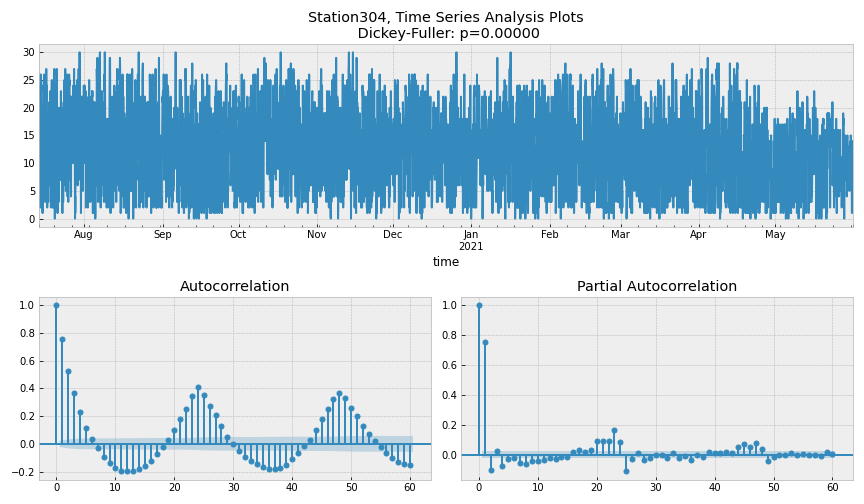 Station304, Time Series Analysis Plots
Dickey-Fuller: p=0.00000
30
25
20
15
10
5
0
Aug Sep Oct Nov Dec Jan Feb Mar Apr May
2021
time
Autocorrelation Partial Autocorrelation
1.0 1.0
0.8 0.8
0.6 0.6
0.4 0.4
0.2 0.2
0.0 0.0
−0.2
0 10 20 30 40 50 60 0 10 20 30 40 50 60